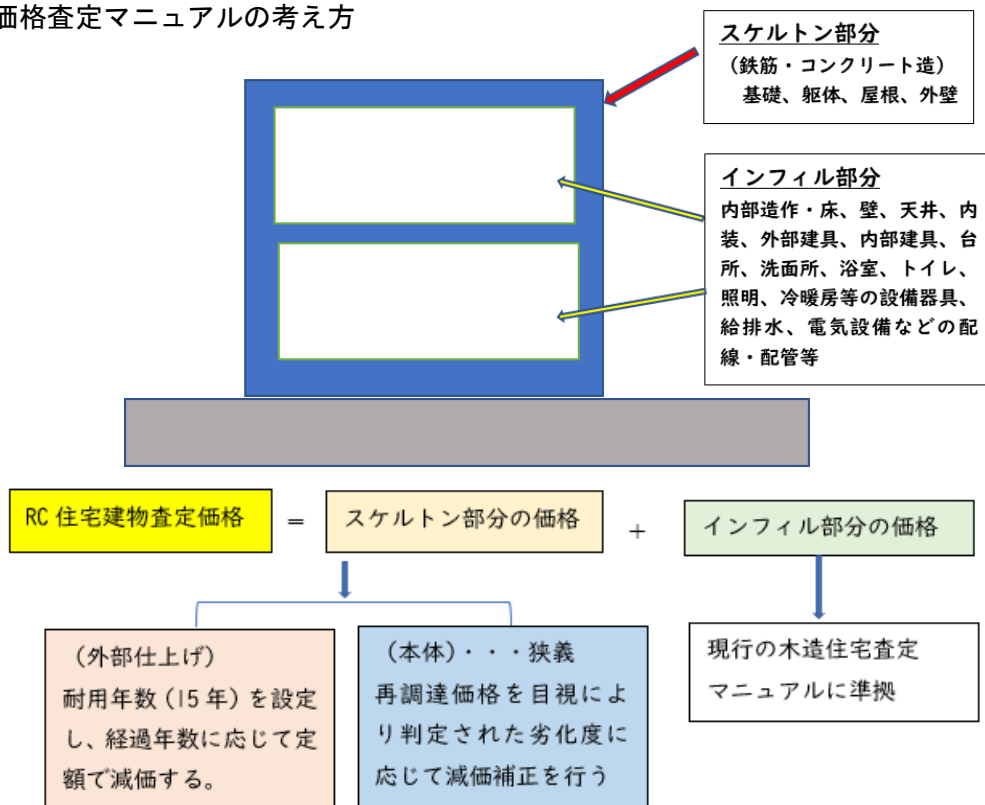 価格査定マニュアルの考え方
スケルトン部分
(鉄筋・コンクリート造)
基礎、躯体、屋根、外壁
インフィル部分
内部造作・床、壁、天井、内
装、外部建具、内部建具、台
所、洗面所、浴室、トイレ、
照明、冷暖房等の設備器具、
給排水、電気設備などの配
線・配管等
RC 住宅建物査定価格 = スケルトン部分の価格 + インフィル部分の価格
(外部仕上げ)
耐用年数(15 年)を設定
し、経過年数に応じて定
額で減価する。
(本体)・・・狭義
再調達価格を目視によ
り判定された劣化度に
応じて減価補正を行う
現行の木造住宅査定
マニュアルに準拠